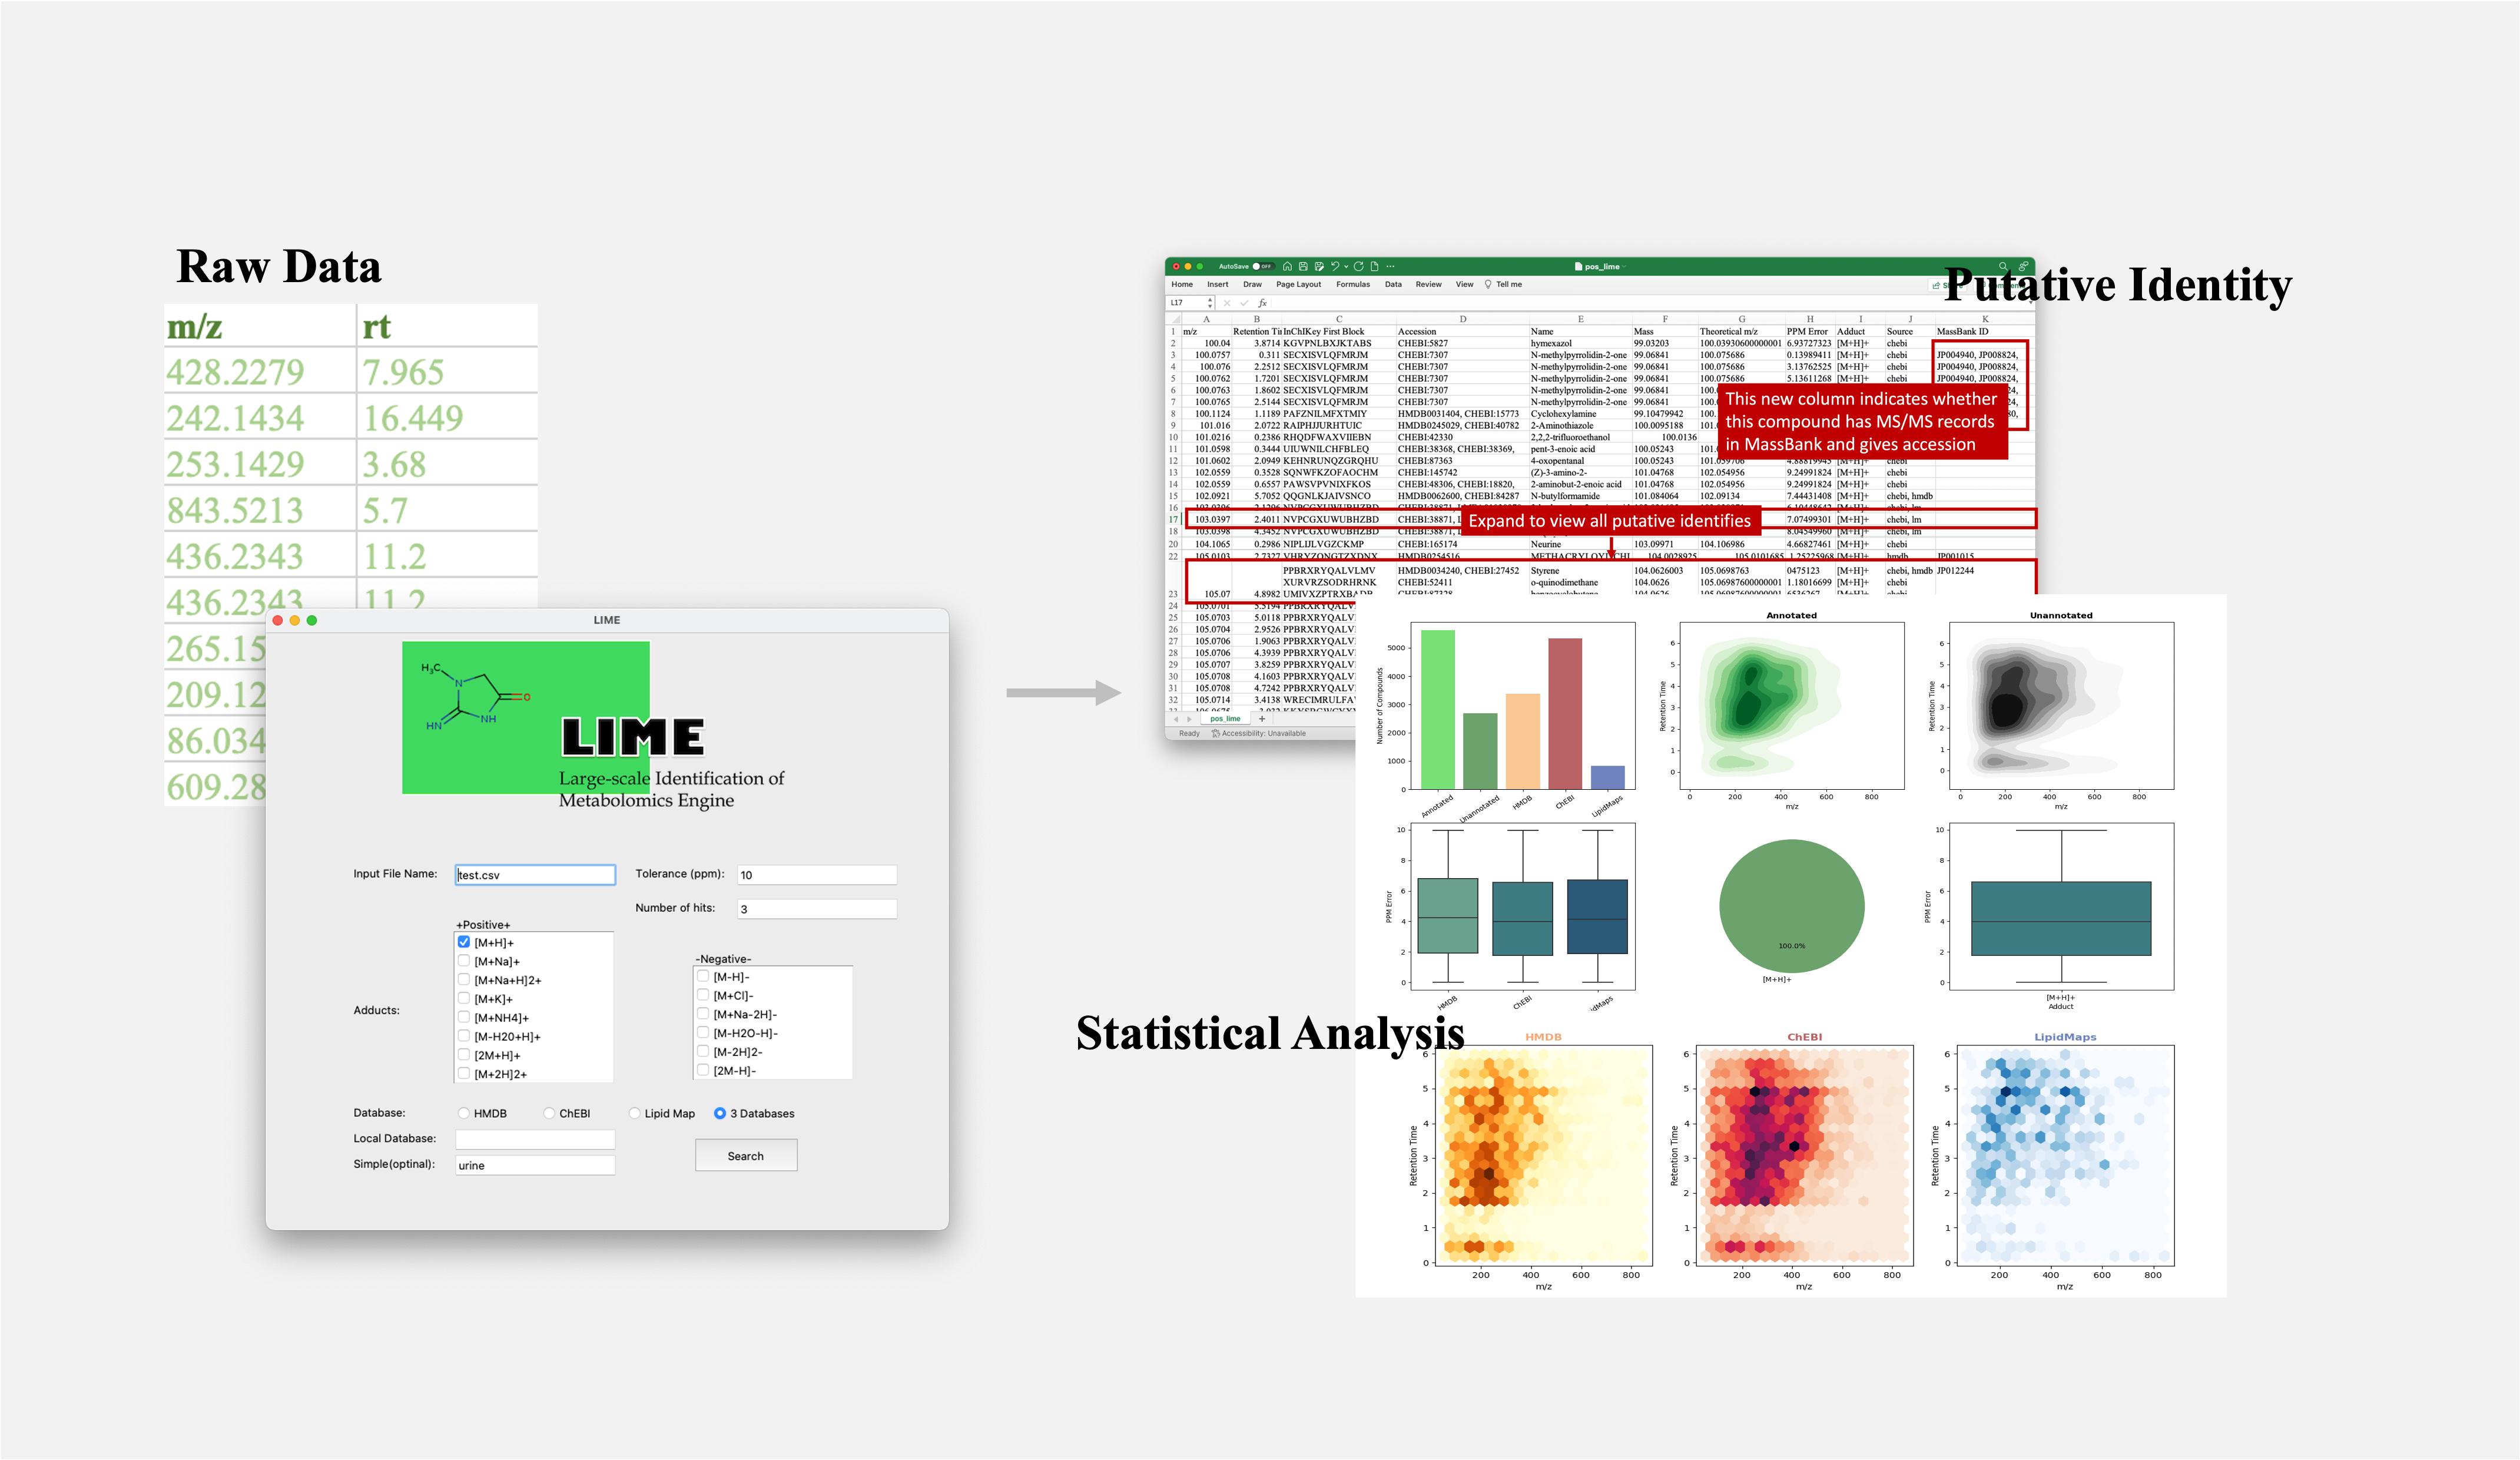 Raw Data
m/z rt
428.2279 7.965
242.1434 16.449
253.1429 3.68
843.5213 5.7
436.2343 11.2
436.2343 11.2
265.15
209.12
86.034
609.28
LIME
H₃C
N
O
HN
NH
LIME
Large-scale Identification of
Metabolomics Engine
Input File Name: test.csv Tolerance (ppm): 10
Number of hits: 3
+Positive+
[M+H]+
[M+Na]+
[M+Na+H]2+
[M+K]+
[M+NH4]+
[M-H20+H]+
[2M+H]+
[M+2H]2+
-Negative-
[M-H]-
[M+Cl]-
[M+Na-2H]-
[M-H2O-H]-
[M-2H]2-
[2M-H]-
Adducts:
Database: HMDB ChEBI Lipid Map 3 Databases
Local Database:
Simple(optinal): urine
Search
Putative Identity
AutoSave OFF pos_lime
Home Insert Draw Page Layout Formulas Data Review View Tell me
L17 fx
A B C D E F G H I J K
1 m/z Retention Ti InChIKey First Block Accession Name Mass Theoretical m/z PPM Error Adduct Source MassBank ID
2 100.04 3.8714 KGVPNLBXJKTABS CHEBI:5827 hymexazol 99.03203 100.03930600000001 6.93727323 [M+H]+ chebi
3 100.0757 0.311 SECXISVLQFMRJM CHEBI:7307 N-methylpyrrolidin-2-one 99.06841 100.075686 0.13989411 [M+H]+ chebi JP004940, JP008824,
4 100.076 2.2512 SECXISVLQFMRJM CHEBI:7307 N-methylpyrrolidin-2-one 99.06841 100.075686 3.13762525 [M+H]+ chebi JP004940, JP008824,
5 100.0762 1.7201 SECXISVLQFMRJM CHEBI:7307 N-methylpyrrolidin-2-one 99.06841 100.075686 5.13611268 [M+H]+ chebi JP004940, JP008824,
6 100.0763 1.8602 SECXISVLQFMRJM CHEBI:7307 N-methylpyrrolidin-2-one 99.06841
7 100.0765 2.5144 SECXISVLQFMRJM CHEBI:7307 N-methylpyrrolidin-2-one 99.06841
8 100.1124 1.1189 PAFZNILMFXTMIY HMDB0031404, CHEBI:15773 Cyclohexylamine 99.10479942
9 101.016 2.0722 RAIPHJJURHTUIC HMDB0245029, CHEBI:40782 2-Aminothiazole 100.0095188
10 101.0216 0.2386 RHQDFWAXVIIEBN CHEBI:42330 2,2,2-trifluoroethanol 100.0136
11 101.0598 0.3444 UIUWNILCHFBLEQ CHEBI:38368, CHEBI:38369, pent-3-enoic acid 100.05243
12 101.0602 2.0949 KEHNRUNQZGRQHU CHEBI:87363 4-oxopentanal 100.05243 101.059706 4.88819943 [M+H]+ chebi
13 102.0559 0.3528 SQNWFKZOFAOCHM CHEBI:145742 (Z)-3-amino-2- 101.04768 102.054956 9.24991824 [M+H]+ chebi
14 102.0559 0.6557 PAWSVPVNIXFKOS CHEBI:48306, CHEBI:18820, 2-aminobut-2-enoic acid 101.04768 102.054956 9.24991824 [M+H]+ chebi
15 102.0921 5.7052 QQGNLKJAIVSNCO HMDB0062600, CHEBI:84287 N-butylformamide 101.084064 102.09134 7.44431408 [M+H]+ chebi, hmdb
This new column indicates whether
this compound has MS/MS records
in MassBank and gives accession
16
17 103.0397 2.4011 NVPCGXUWUBHZBD CHEBI:38871, 7.07499301 [M+H]+ chebi, lm
Expand to view all putative identifies
18 103.0398 4.3452 NVPCGXUWUBHZBD CHEBI:38871, 8.04549960 [M+H]+ chebi, lm
20 104.1065 0.2986 NIPLIJLVGZCKMP CHEBI:165174 Neurine 103.09971 104.106986 4.66827461 [M+H]+ chebi
22 105.0103 2.7327 VHRYZQNGTZXDNX HMDB0254516 104.0028925 105.0101685 1.25225968 [M+H]+ hmdb JP001015
PPBRXRYQALVLMV HMDB0034240, CHEBI:27452 Styrene 104.0626003 105.0698763 0475123 [M+H]+ chebi, hmdb JP012244
XURVRZSODRHRNK CHEBI:52411 o-quinodimethane 104.0626 105.06987600000001 1.18016699 [M+H]+ chebi
23 105.07 4.8982 UMIVXZPTRXBADB
24 105.0701 5.5194 PPBRXRYQALV
25 105.0703 5.0118 PPBRXRYQALV
26 105.0704 2.9526 PPBRXRYQALV
27 105.0706 1.9063 PPBRXRYQALV
28 105.0706 4.3939 PPBRXRYQALV
29 105.0707 3.8259 PPBRXRYQALV
30 105.0708 4.1603 PPBRXRYQALV
31 105.0708 4.7242 PPBRXRYQALV
32 105.0714 3.4138 WRECIMRULFA
pos_lime +
Ready Accessibility: Unavailable
Statistical Analysis
Number of Compounds
5000
4000
3000
2000
1000
0
Annotated Unannotated HMDB ChEBI LipidMaps
Annotated
Retention Time
6
5
4
3
2
1
0
0 200 400 600 800
m/z
Unannotated
Retention Time
6
5
4
3
2
1
0
0 200 400 600 800
m/z
PPM Error
10
8
6
4
2
0
HMDB ChEBI idMaps
100.0%
[M+H]+
PPM Error
10
8
6
4
2
0
[M+H]+
Adduct
HMDB
Retention Time
6
5
4
3
2
1
0
200 400 600 800
m/z
ChEBI
Retention Time
6
5
4
3
2
1
0
200 400 600 800
m/z
LipidMaps
Retention Time
6
5
4
3
2
1
0
200 400 600 800
m/z